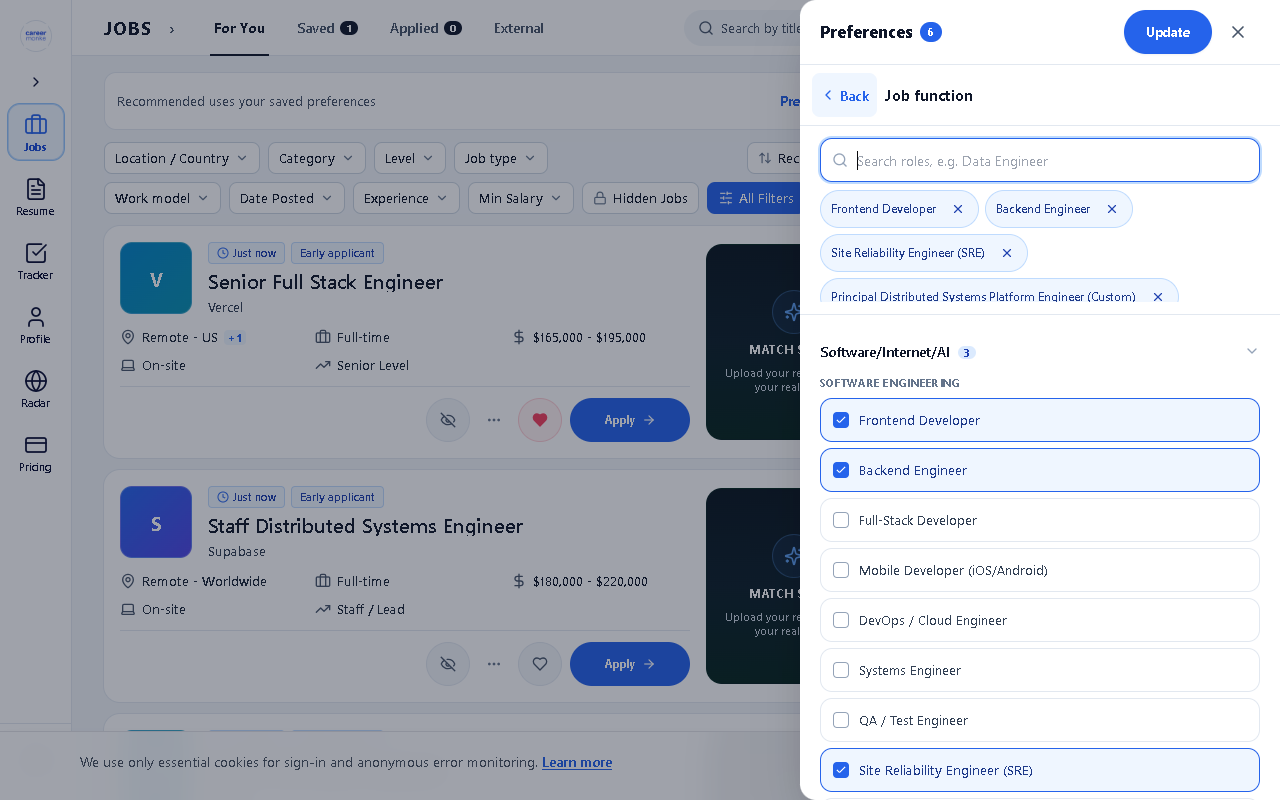 career
JOBS
For You
Saved 1
Applied 0
External
Search by title
Jobs
Resume
Tracker
Profile
Radar
Pricing
Recommended uses your saved preferences
Pre
Location / Country
Category
Level
Job type
Rec
Work model
Date Posted
Experience
Min Salary
Hidden Jobs
All Filters
V
Just now
Early applicant
Senior Full Stack Engineer
Vercel
Remote - US +1
Full-time
$165,000 - $195,000
On-site
Senior Level
Apply
MATCH S
Upload your r
your real
S
Just now
Early applicant
Staff Distributed Systems Engineer
Supabase
Remote - Worldwide
Full-time
$180,000 - $220,000
On-site
Staff / Lead
Apply
MATCH S
Upload your r
your real
We use only essential cookies for sign-in and anonymous error monitoring. Learn more
Preferences 6
Update
Back
Job function
Search roles, e.g. Data Engineer
Frontend Developer
Backend Engineer
Site Reliability Engineer (SRE)
Principal Distributed Systems Platform Engineer (Custom)
Software/Internet/AI 3
SOFTWARE ENGINEERING
Frontend Developer
Backend Engineer
Full-Stack Developer
Mobile Developer (iOS/Android)
DevOps / Cloud Engineer
Systems Engineer
QA / Test Engineer
Site Reliability Engineer (SRE)